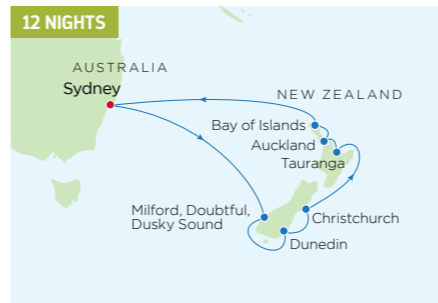 12 NIGHTS
AUSTRALIA
Sydney
NEW ZEALAND
Bay of Islands
Auckland
Tauranga
Milford, Doubtful,
Dusky Sound
Christchurch
Dunedin